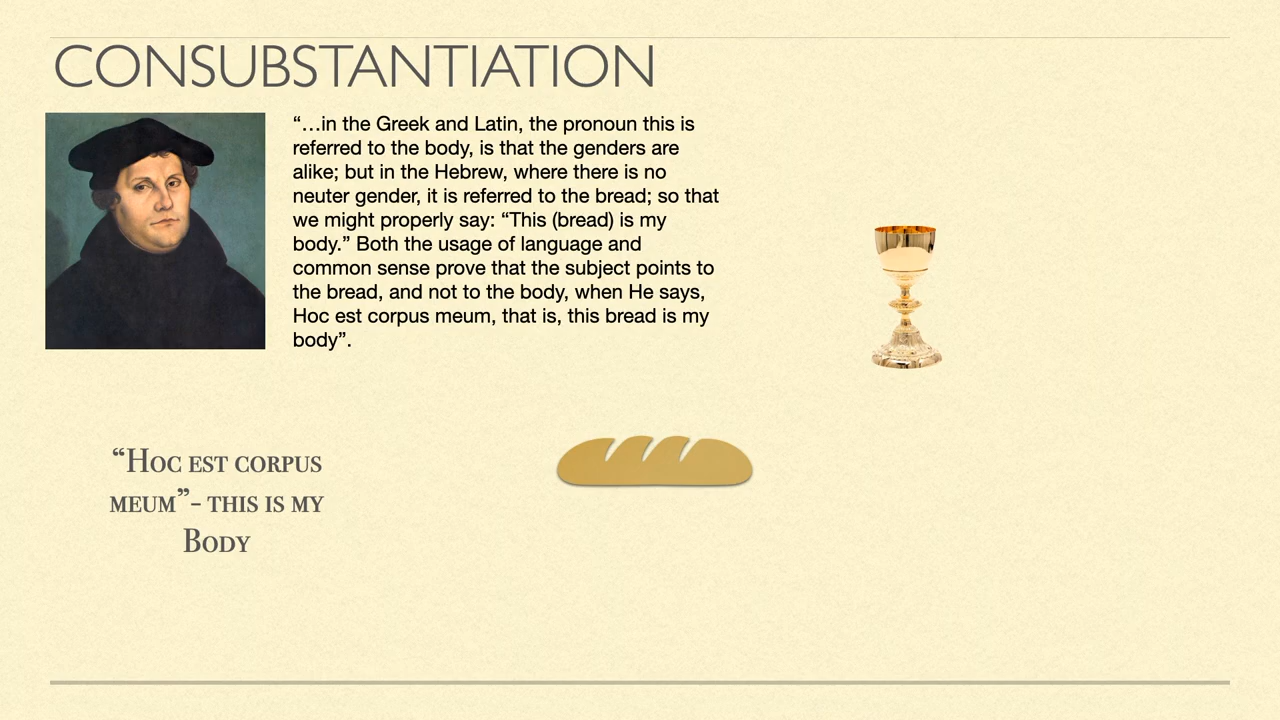 CONSUBSTANTIATION
“…in the Greek and Latin, the pronoun this is
referred to the body, is that the genders are
alike; but in the Hebrew, where there is no
neuter gender, it is referred to the bread; so that
we might properly say: “This (bread) is my
body.” Both the usage of language and
common sense prove that the subject points to
the bread, and not to the body, when He says,
Hoc est corpus meum, that is, this bread is my
body”.
“Hoc est corpus
meum”- this is my
Body